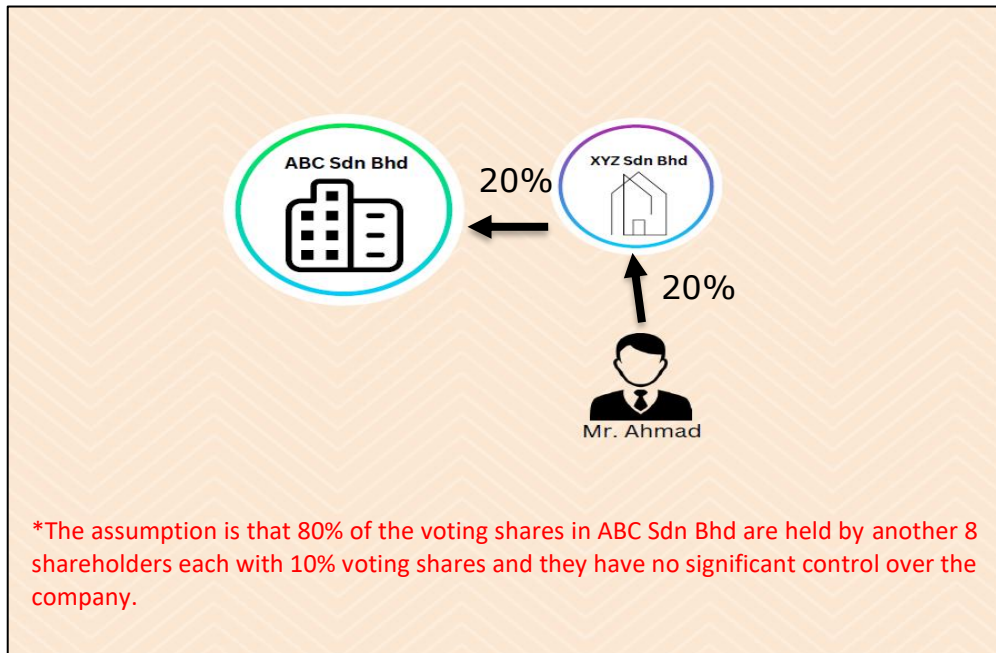 ABC Sdn Bhd
XYZ Sdn Bhd
20%
20%
Mr. Ahmad
*The assumption is that 80% of the voting shares in ABC Sdn Bhd are held by another 8
shareholders each with 10% voting shares and they have no significant control over the
company.